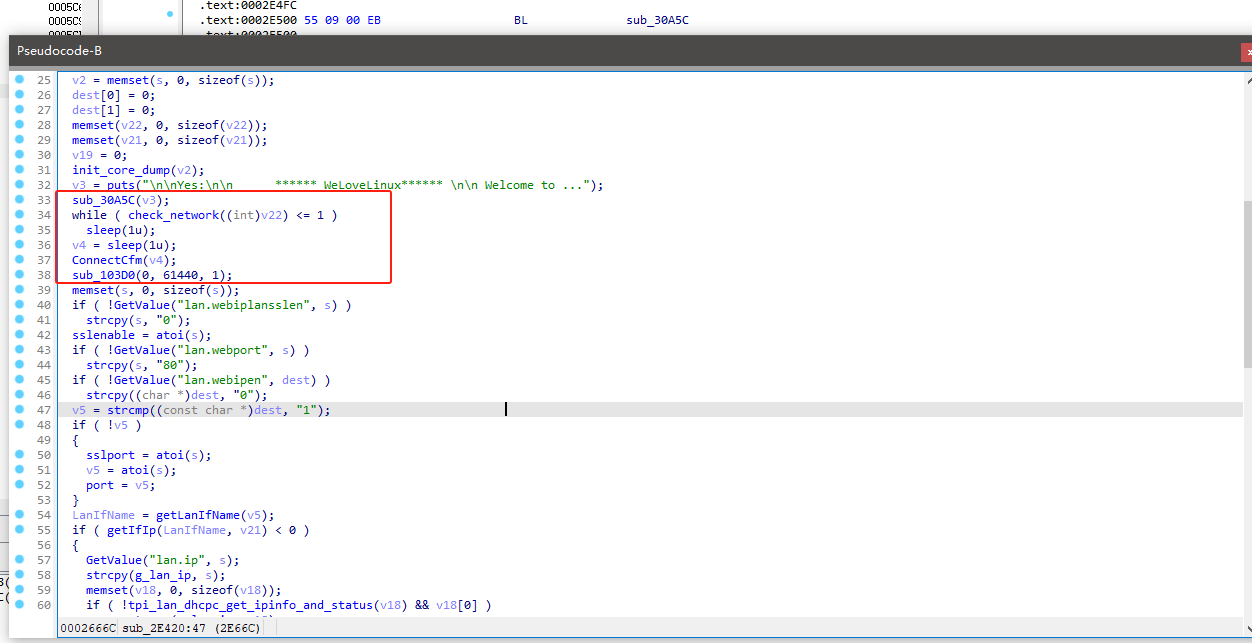 .text:0002E4FC
.text:0002E500 55 09 00 EB BL sub_30A5C
Pseudocode-B
25 v2 = memset(s, 0, sizeof(s));
26 dest[0] = 0;
27 dest[1] = 0;
28 memset(v22, 0, sizeof(v22));
29 memset(v21, 0, sizeof(v21));
30 v19 = 0;
31 init_core_dump(v2);
32 v3 = puts("\n\nYes:\n\n ****** WeLoveLinux****** \n\n Welcome to ...");
33 sub_30A5C(v3);
34 while ( check_network((int)v22) <= 1 )
35 sleep(1u);
36 v4 = sleep(1u);
37 ConnectCfm(v4);
38 sub_103D0(0, 61440, 1);
39 memset(s, 0, sizeof(s));
40 if ( !GetValue("lan.webiplansslen", s) )
41 strcpy(s, "0");
42 sslenable = atoi(s);
43 if ( !GetValue("lan.webport", s) )
44 strcpy(s, "80");
45 if ( !GetValue("lan.webipen", dest) )
46 strcpy((char *)dest, "0");
47 v5 = strcmp((const char *)dest, "1");
48 if ( !v5 )
49 {
50 sslport = atoi(s);
51 v5 = atoi(s);
52 port = v5;
53 }
54 LanIfName = getLanIfName(v5);
55 if ( getIfIp(LanIfName, v21) < 0 )
56 {
57 GetValue("lan.ip", s);
58 strcpy(g_lan_ip, s);
59 memset(v18, 0, sizeof(v18));
60 if ( !tpi_lan_dhcpc_get_ipinfo_and_status(v18) && v18[0] )
0002666C sub_2E420:47 (2E66C)